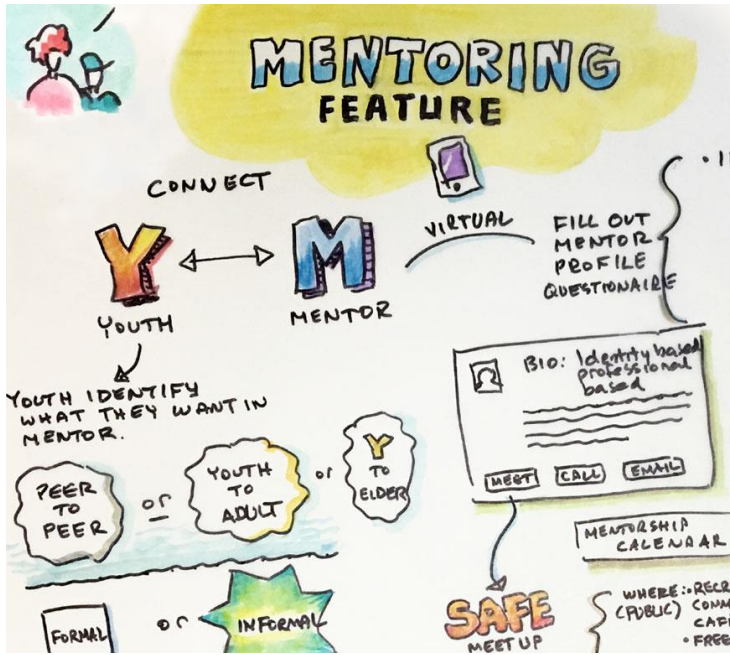 MENTORING
FEATURE
CONNECT
Y
M
YOUTH
MENTOR
VIRTUAL
FILL OUT
MENTOR
PROFILE
QUESTIONAIRE
YOUTH IDENTIFY
WHAT THEY WANT IN
MENTOR.
PEER
TO
PEER
or
YOUTH
TO
ADULT
or
Y
TO
ELDER
FORMAL
or
INFORMAL
BIO: Identity based
professional
based
MEET
CALL
EMAIL
MENTORSHIP
CALENAAR
SAFE
MEET UP
WHERE:
(PUBLIC)
• FREE